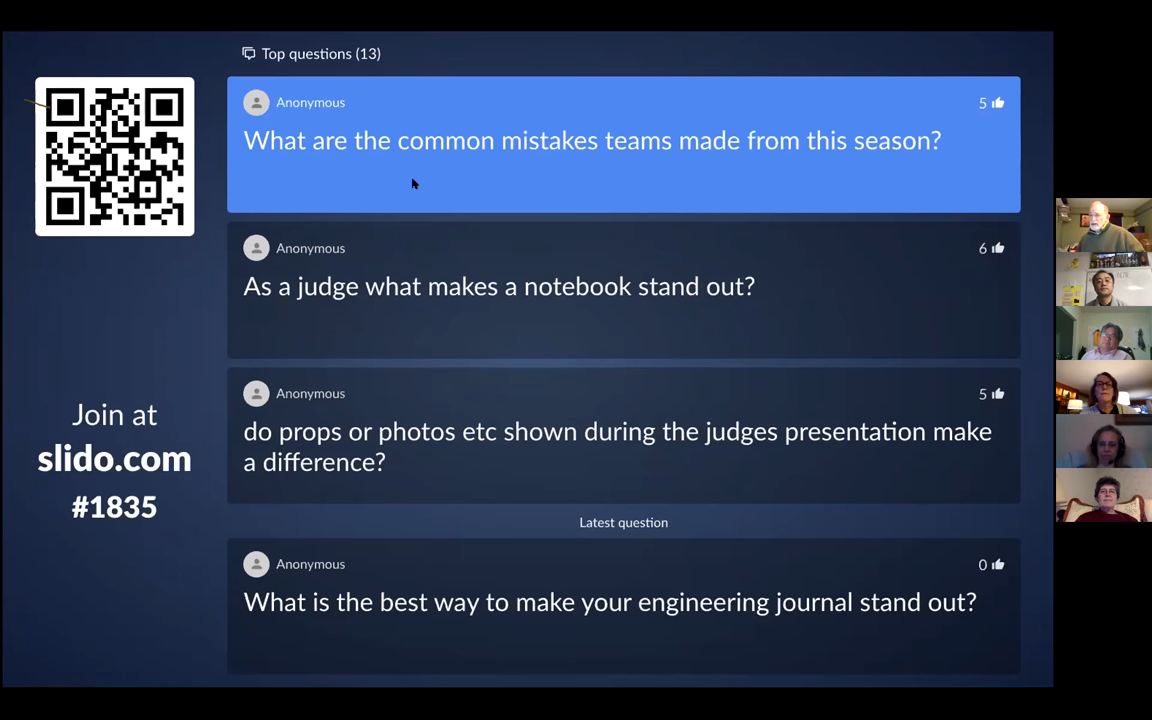 Top questions (13)
Anonymous
5
What are the common mistakes teams made from this season?
Anonymous
6
As a judge what makes a notebook stand out?
Anonymous
5
do props or photos etc shown during the judges presentation make
a difference?
Latest question
Anonymous
0
What is the best way to make your engineering journal stand out?
Join at
slido.com
#1835